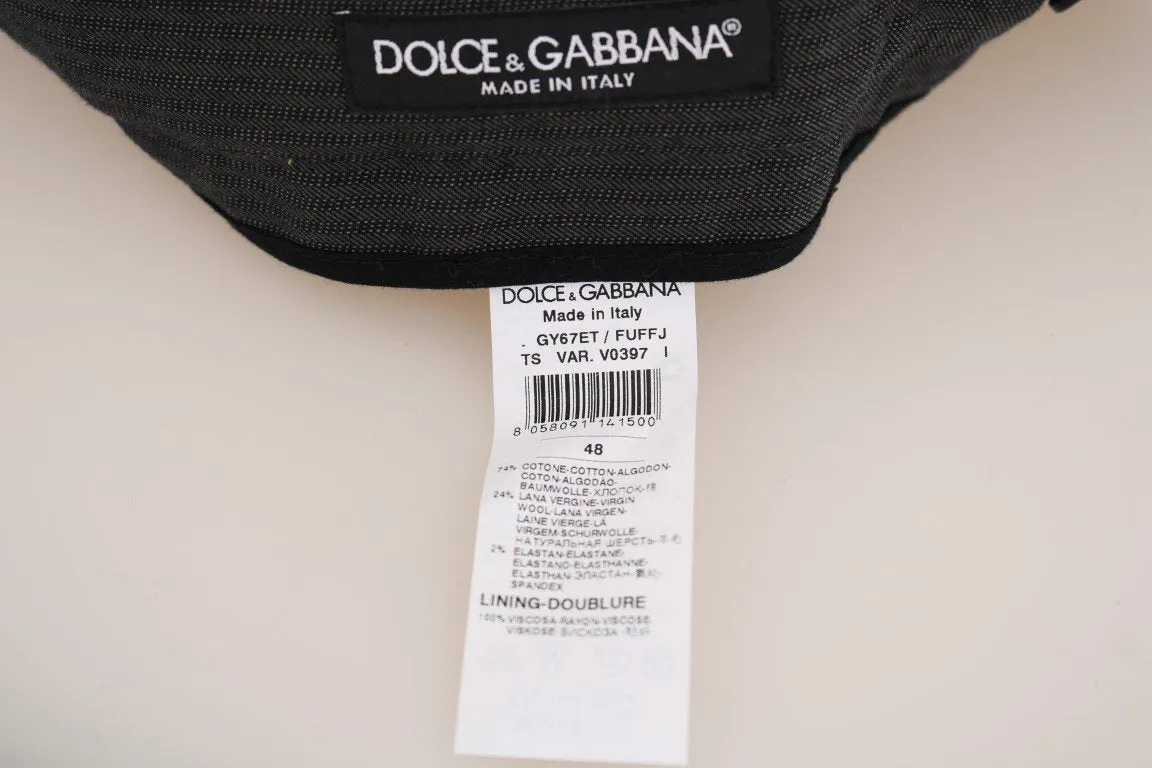 DOLCE & GABBANA®
MADE IN ITALY
DOLCE & GABBANA
Made in Italy
. GY67ET / FUFFJ
TS VAR. V0397 I
8 058091 141500
48
74% COTONE-COTTON-ALGODON-
COTON-ALGODÃO-
BAUMWOLLE-ХЛОПОК-棉
24% LANA VERGINE-VIRGIN
WOOL-LANA VIRGEN-
LAINE VIERGE-LÃ
VIRGEM-SCHURWOLLE-
НАТУРАЛЬНАЯ ШЕРСТЬ-羊毛
2% ELASTAN-ELASTANE-
ELASTANO-ELASTHANNE-
ELASTHAN-ЭЛАСТАН-
SPANDEX
LINING-DOUBLURE
100% VISCOSA-RAYON-VISCOSE-
VISKOSE-ВИСКОЗА-